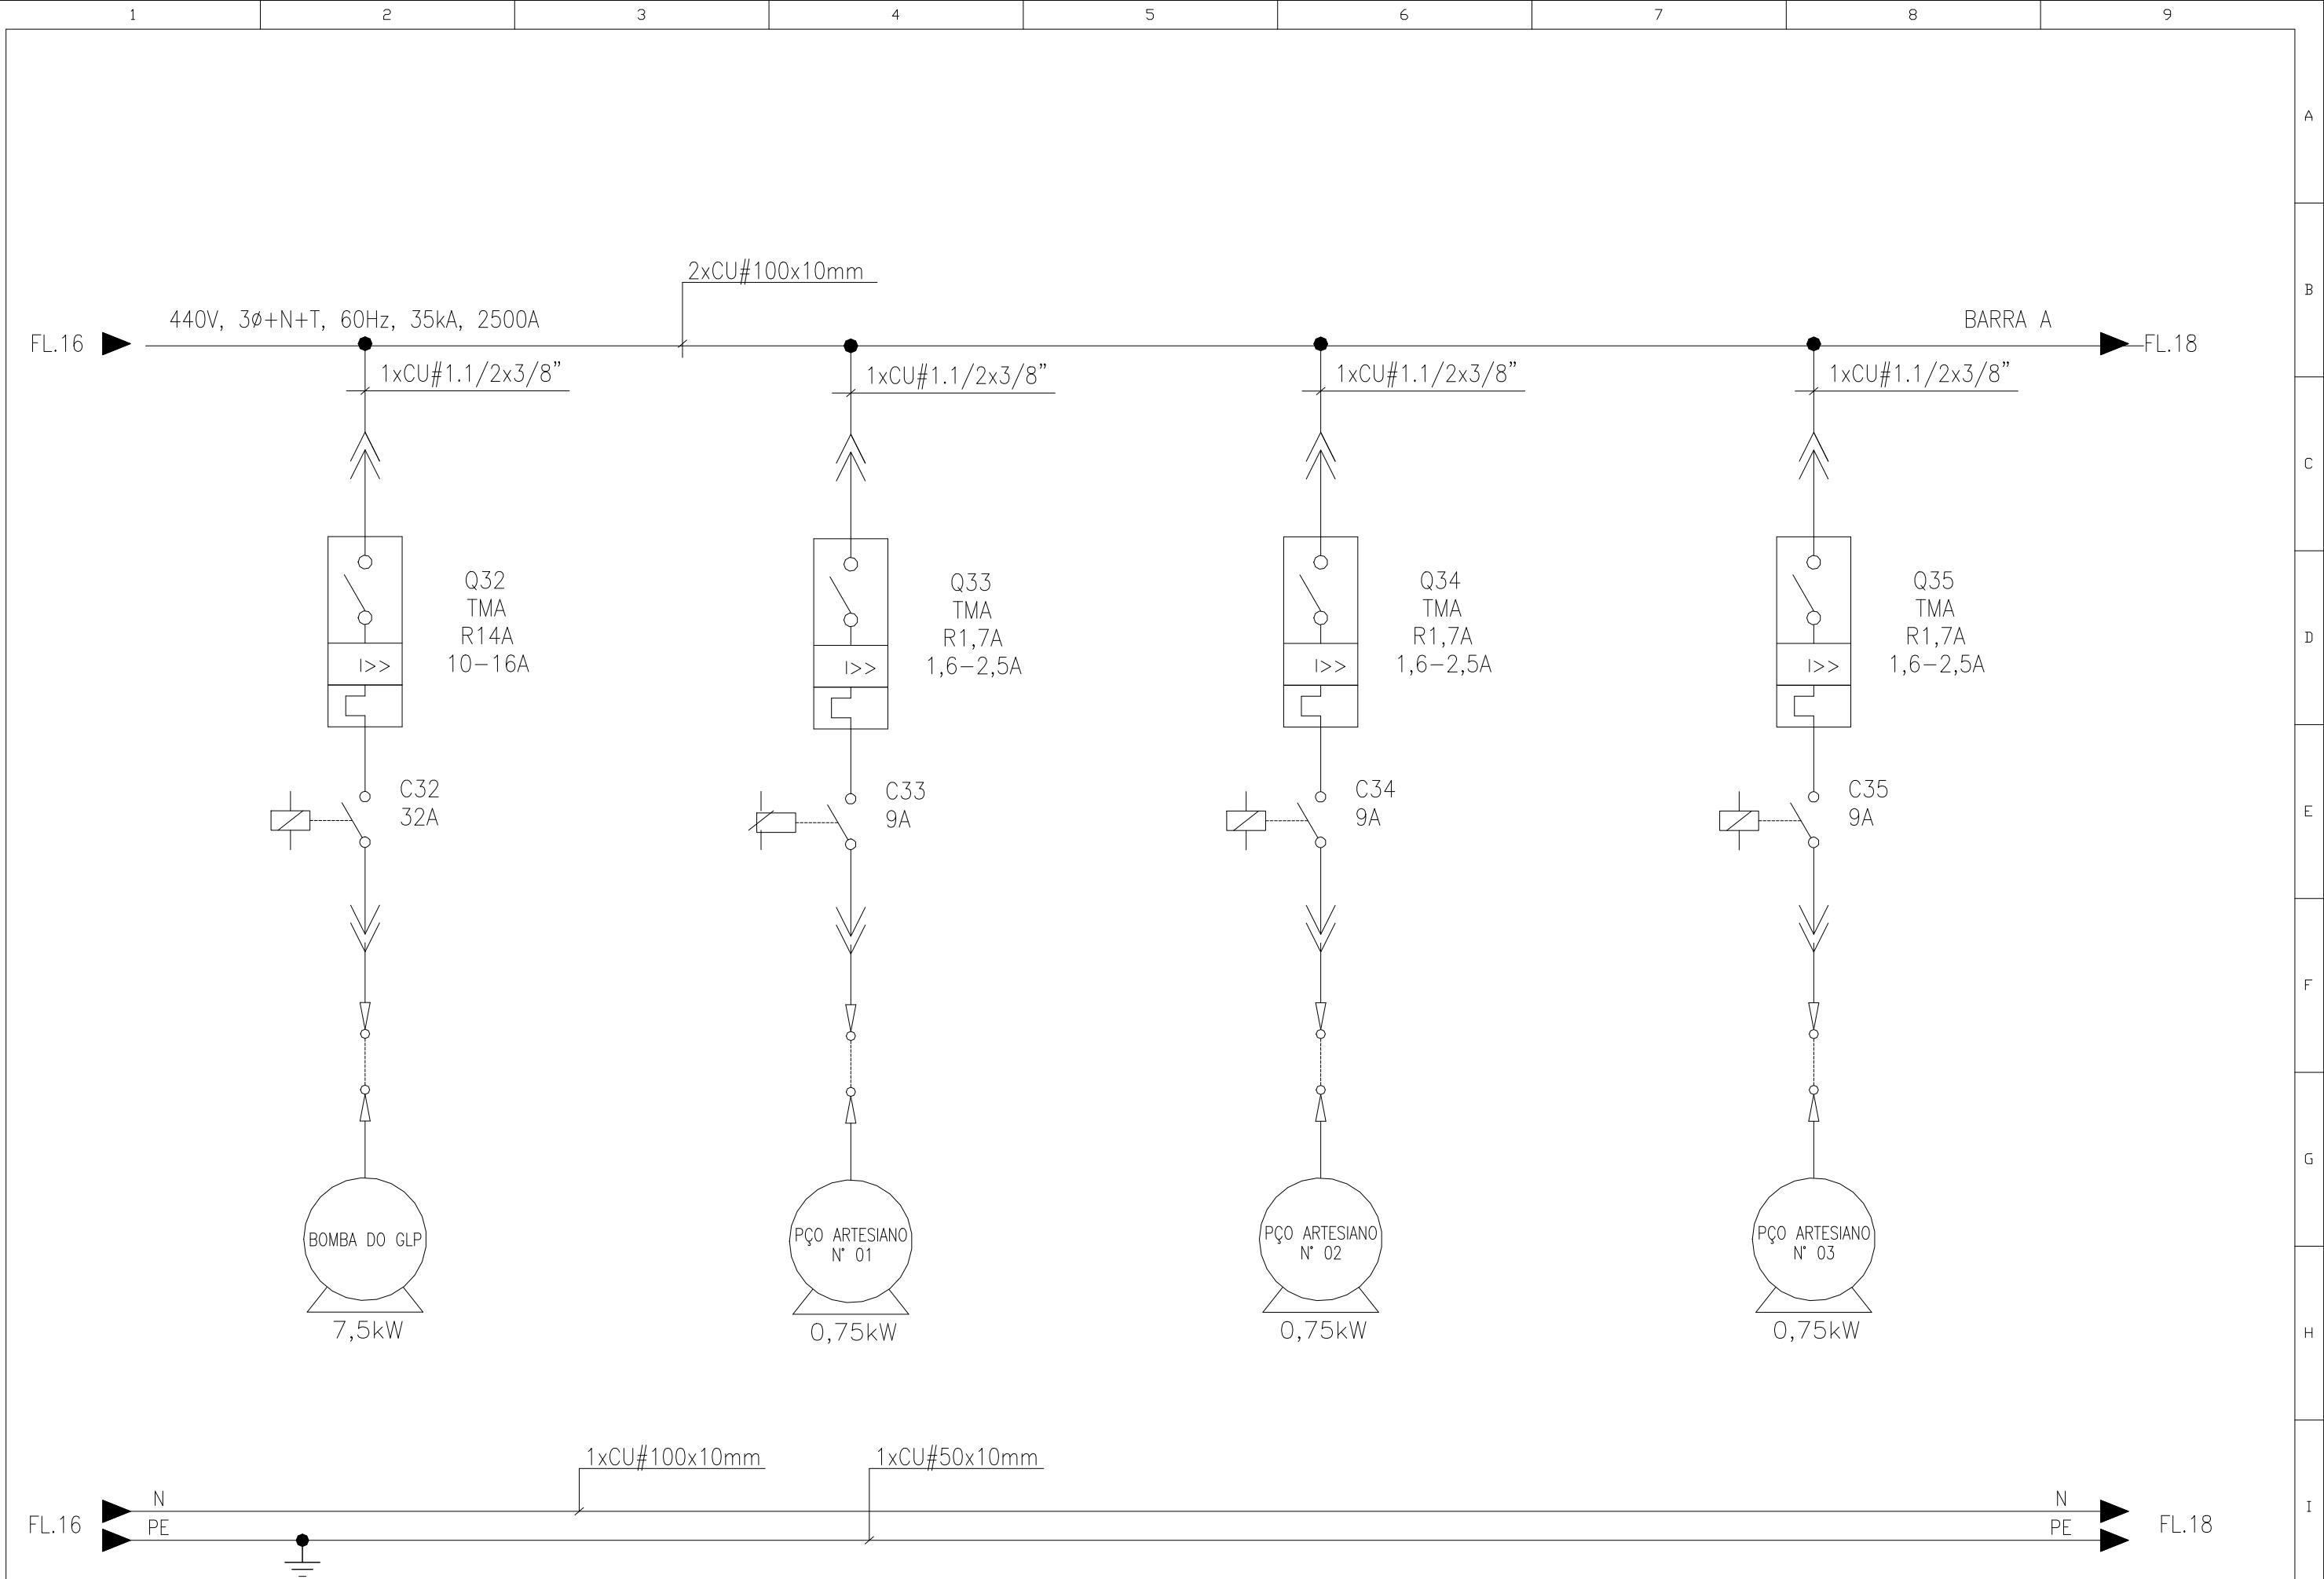 1 2 3 4 5 6 7 8 9
A
B
C
D
E
F
G
H
I
2xCU#100x10mm
440V, 3ø+N+T, 60Hz, 35kA, 2500A
BARRA A
FL.16
FL.18
1xCU#1.1/2x3/8"
1xCU#1.1/2x3/8"
1xCU#1.1/2x3/8"
1xCU#1.1/2x3/8"
Q32
TMA
R14A
10-16A
I>>
Q33
TMA
R1,7A
1,6-2,5A
I>>
Q34
TMA
R1,7A
1,6-2,5A
I>>
Q35
TMA
R1,7A
1,6-2,5A
I>>
C32
32A
C33
9A
C34
9A
C35
9A
BOMBA DO GLP
7,5kW
PÇO ARTESIANO
N° 01
0,75kW
PÇO ARTESIANO
N° 02
0,75kW
PÇO ARTESIANO
N° 03
0,75kW
1xCU#100x10mm
1xCU#50x10mm
N
N
FL.16
PE
PE
FL.18